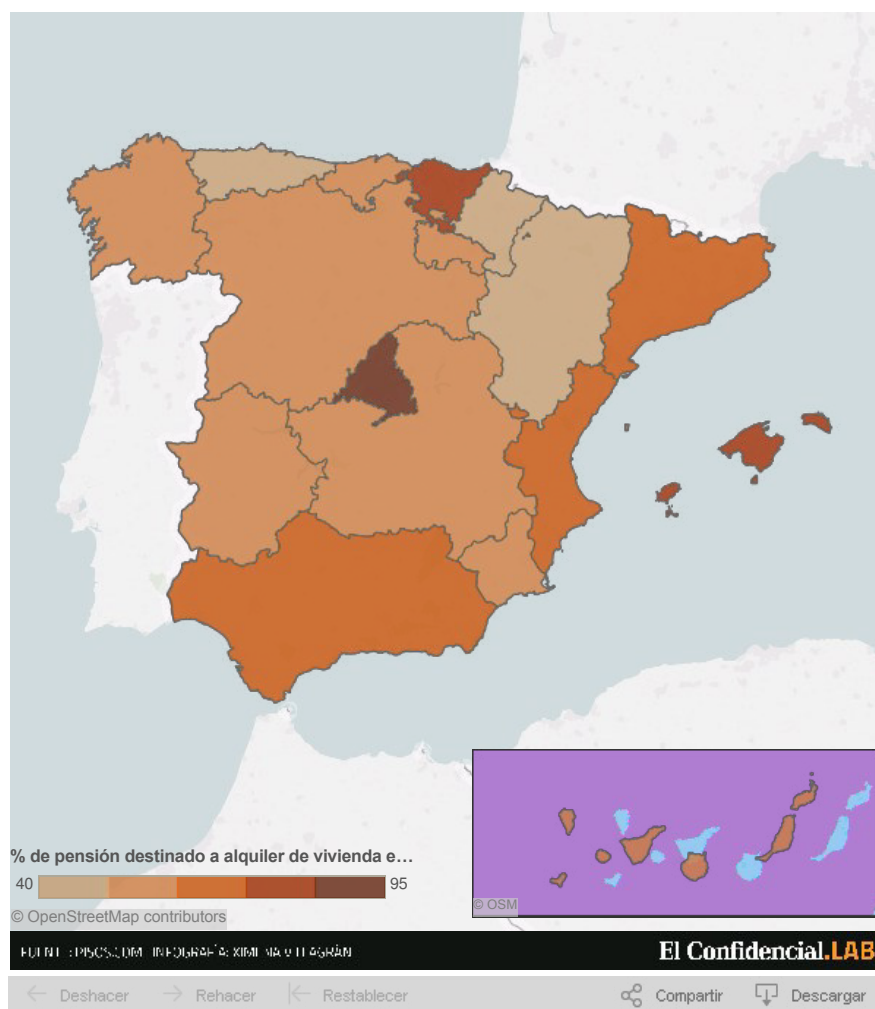 % de pensión destinado a alquiler de vivienda e...
40 95
© OSM
© OpenStreetMap contributors
El Confidencial.LAB
Deshacer Rehacer Restablecer Compartir Descargar